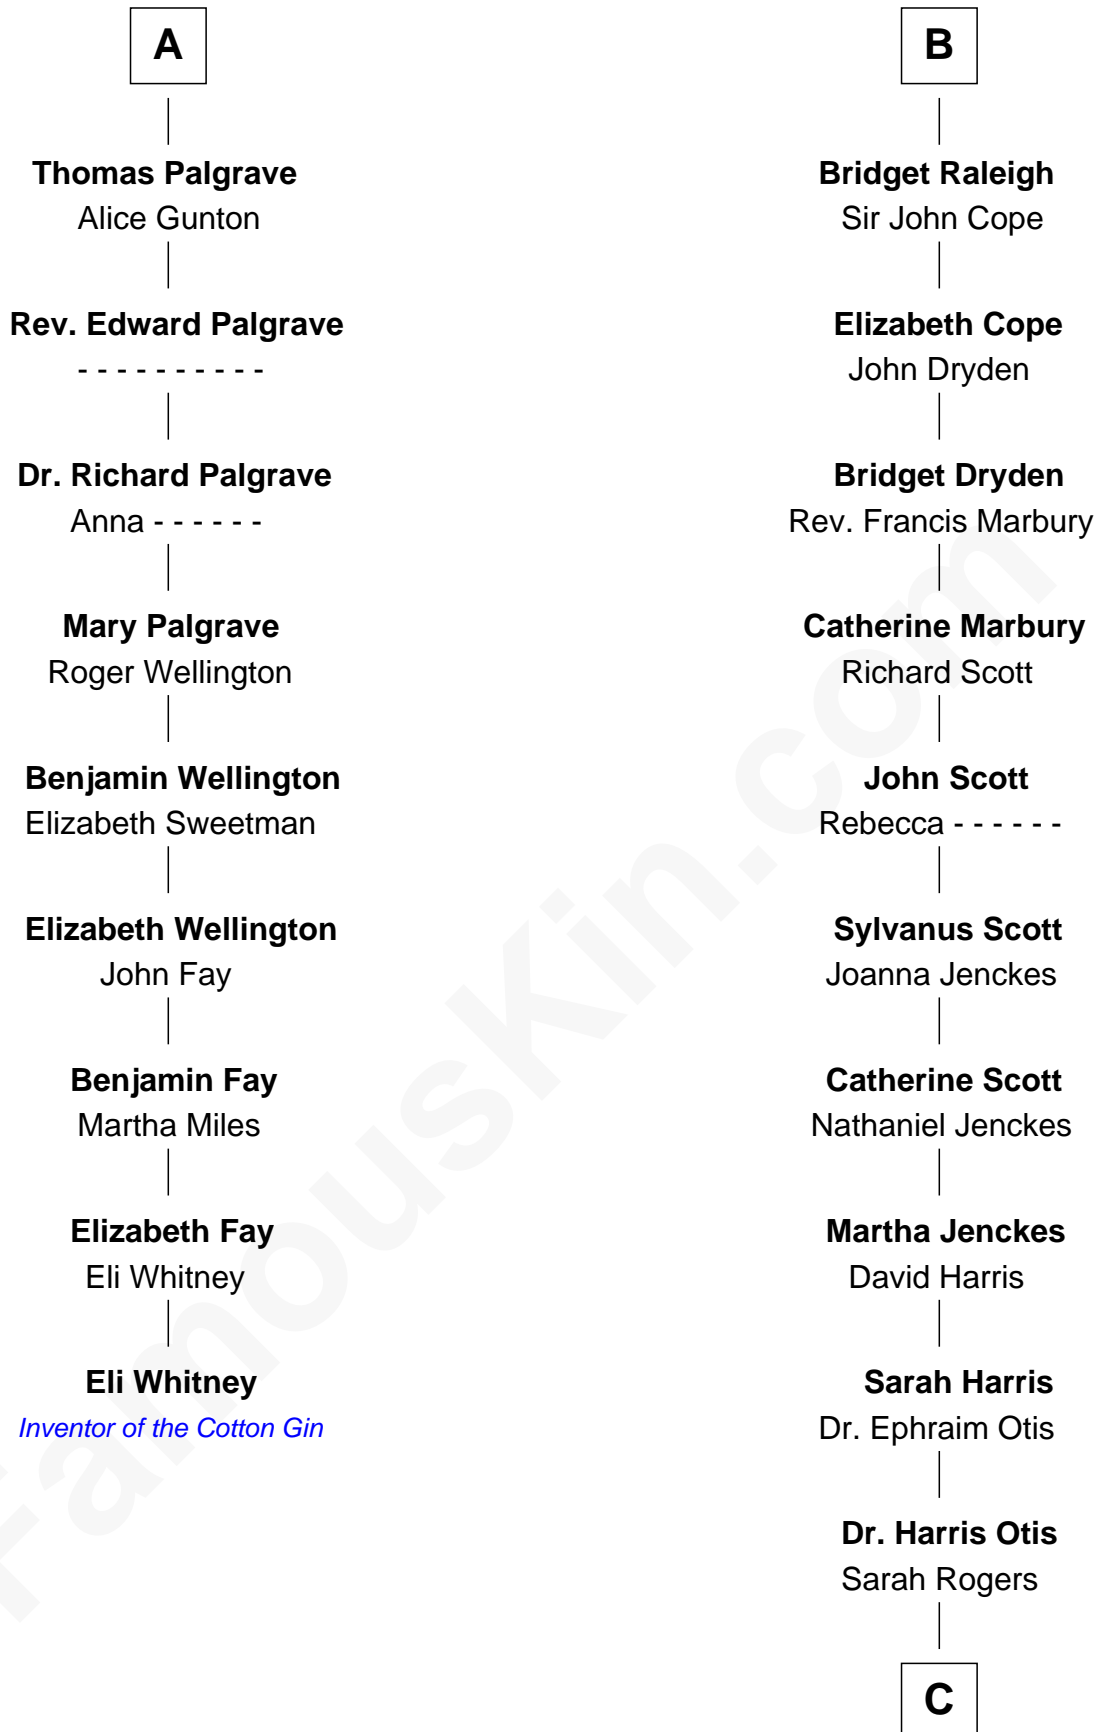 A
Thomas Palgrave
Alice Gunton
Rev. Edward Palgrave
- - - - - - - - - -
Dr. Richard Palgrave
Anna - - - - - -
Mary Palgrave
Roger Wellington
Benjamin Wellington
Elizabeth Sweetman
Elizabeth Wellington
John Fay
Benjamin Fay
Martha Miles
Elizabeth Fay
Eli Whitney
Eli Whitney
Inventor of the Cotton Gin
B
Bridget Raleigh
Sir John Cope
Elizabeth Cope
John Dryden
Bridget Dryden
Rev. Francis Marbury
Catherine Marbury
Richard Scott
John Scott
Rebecca - - - - - -
Sylvanus Scott
Joanna Jenckes
Catherine Scott
Nathaniel Jenckes
Martha Jenckes
David Harris
Sarah Harris
Dr. Ephraim Otis
Dr. Harris Otis
Sarah Rogers
C
FamousKin.com